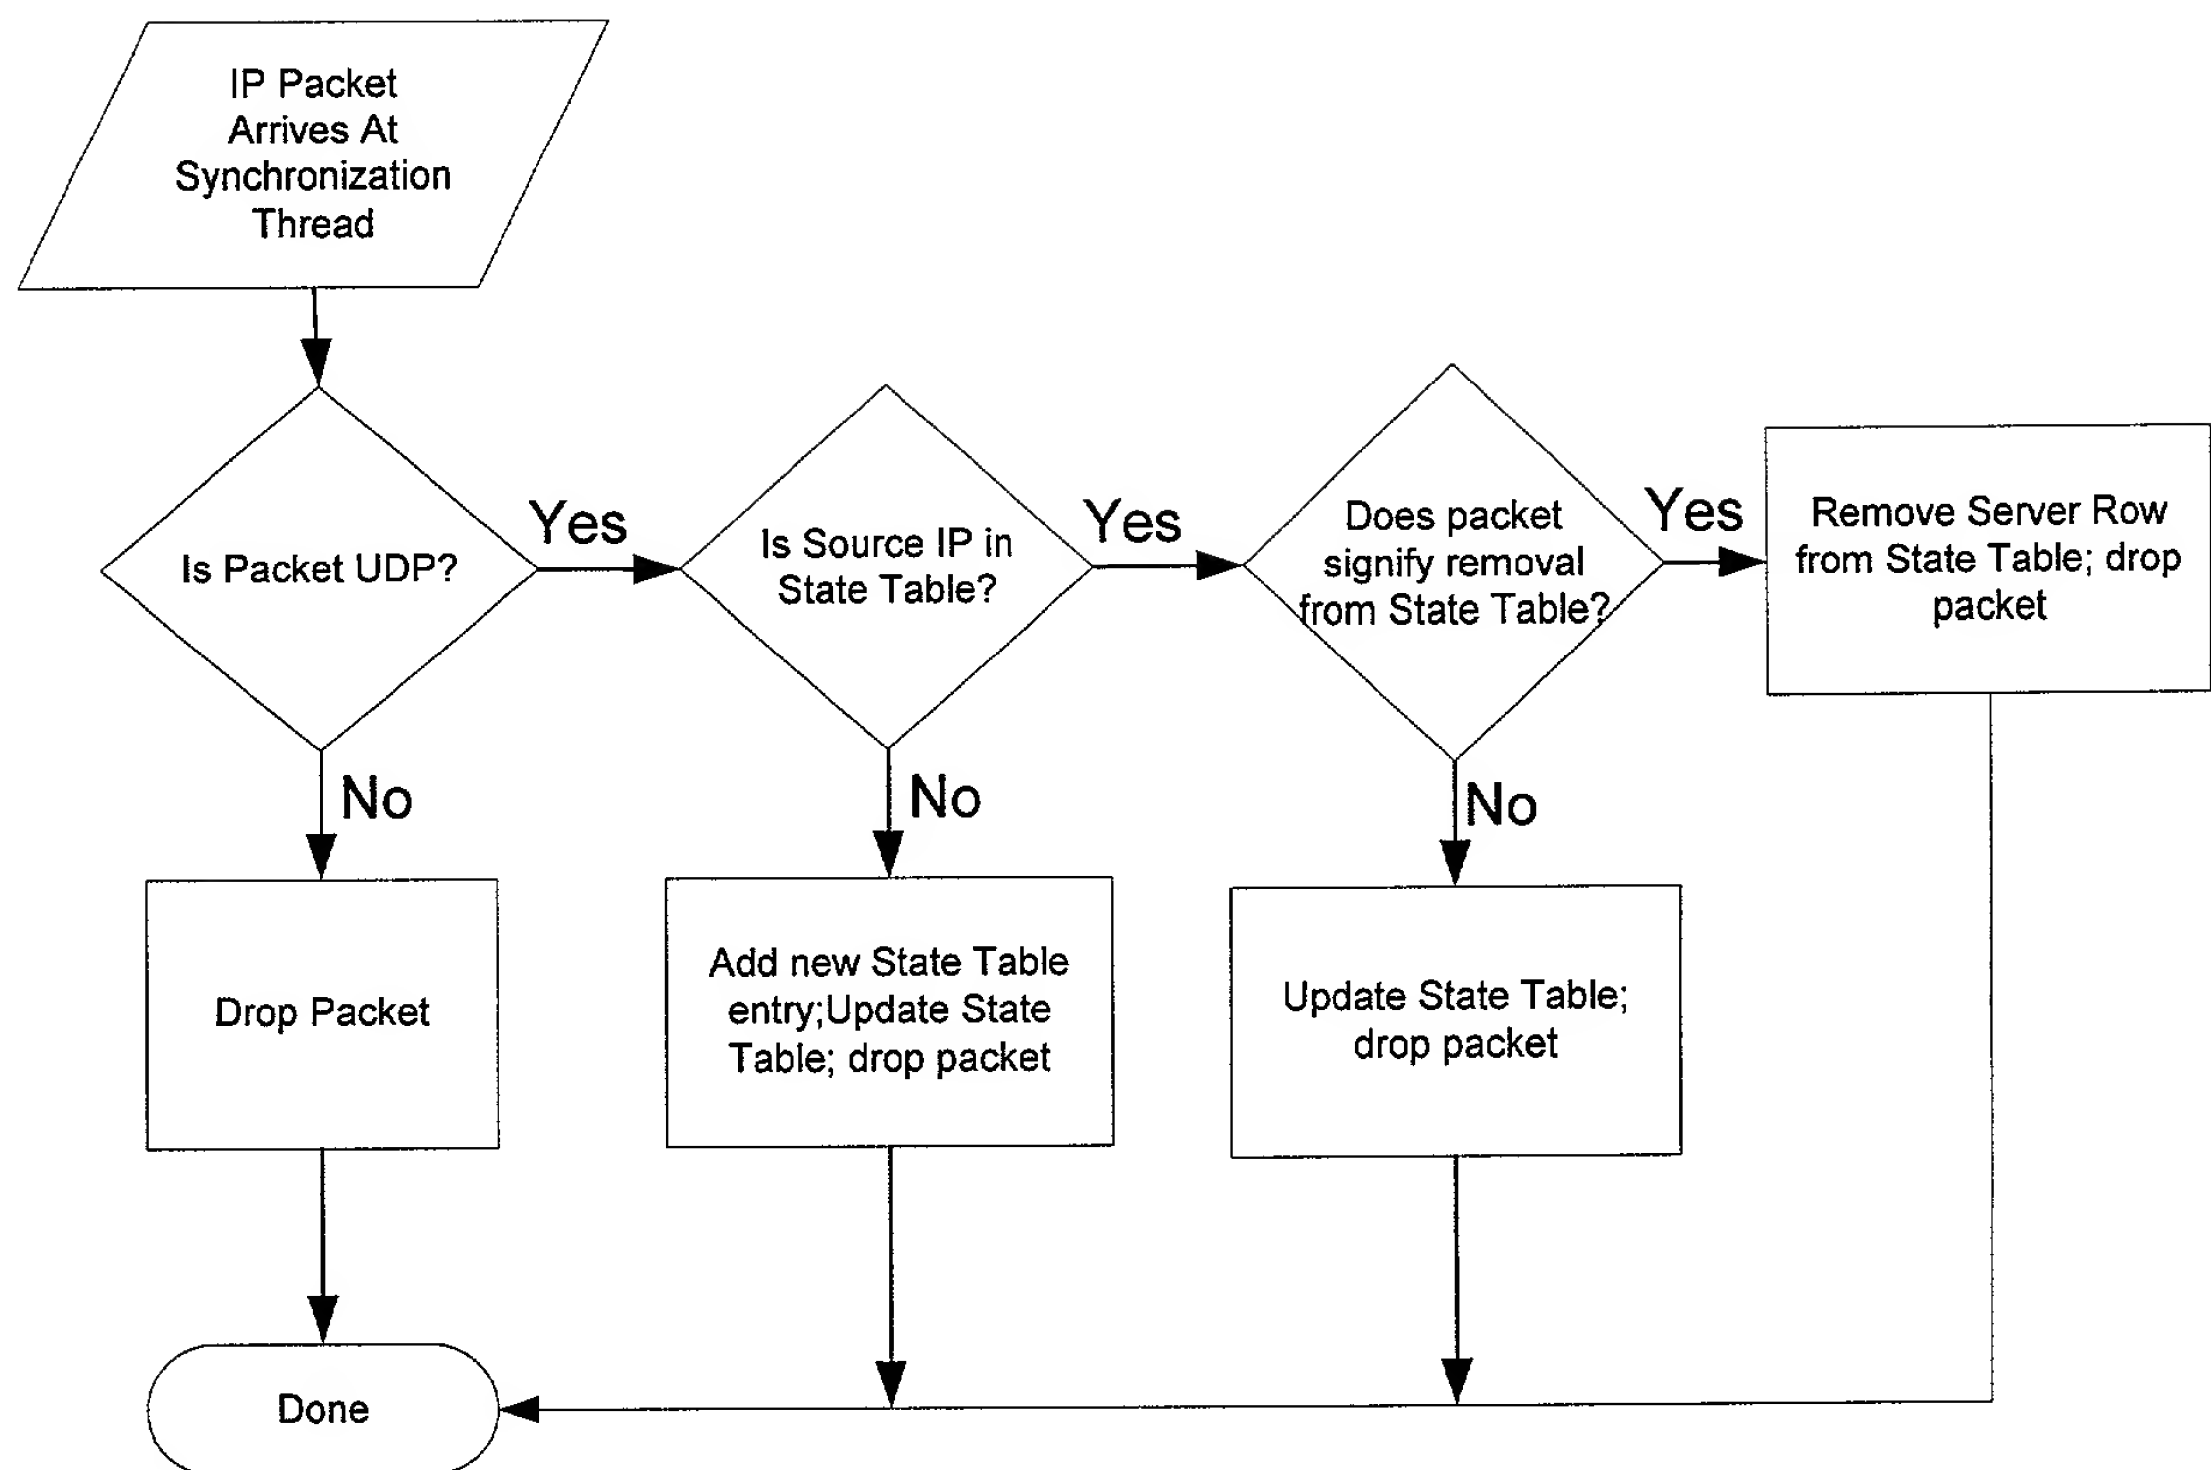 IP Packet
Arrives At
Synchronization
Thread
Is Packet UDP?
Yes
Is Source IP in
State Table?
Yes
Does packet
signify removal
from State Table?
Yes
Remove Server Row
from State Table; drop
packet
No
No
No
Drop Packet
Add new State Table
entry;Update State
Table; drop packet
Update State Table;
drop packet
Done